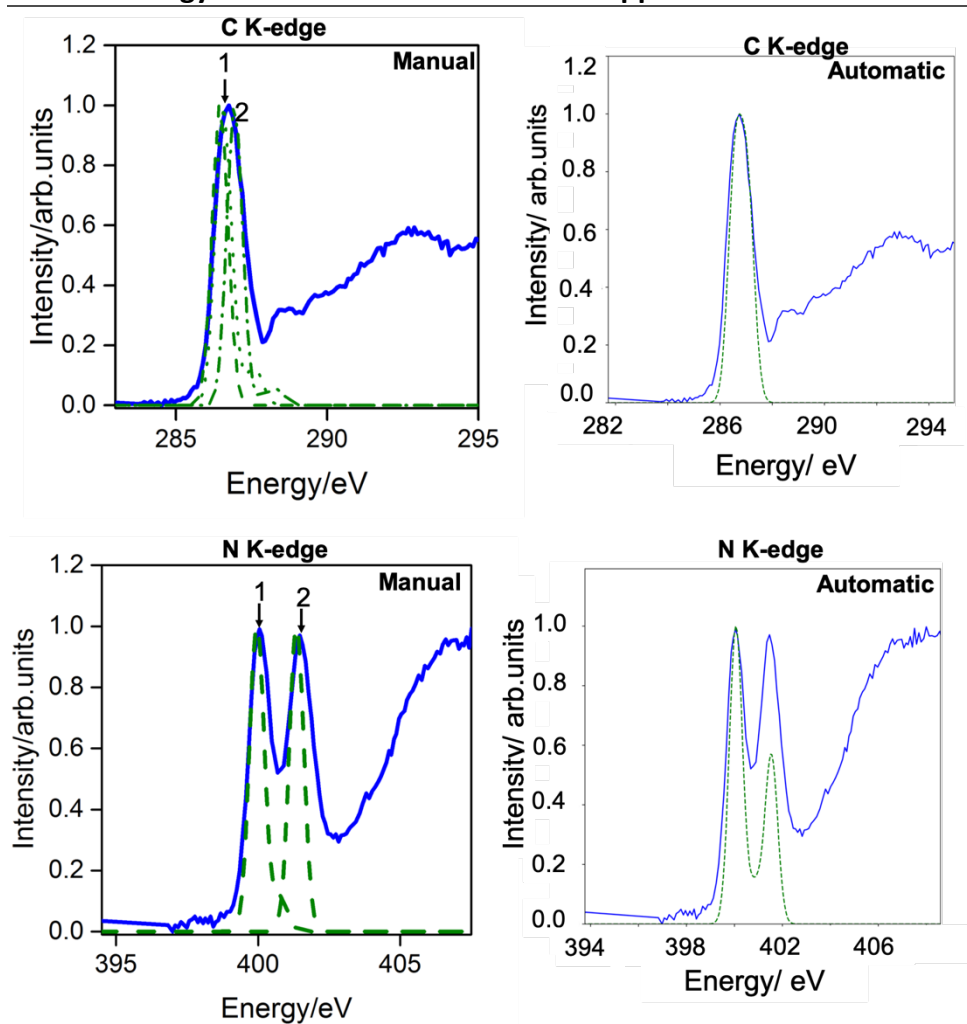 C K-edge
Manual
1
2
1.2
1.0
0.8
0.6
0.4
0.2
0.0
Intensity/arb.units
285 290 295
Energy/eV
C K-edge
Automatic
1.2
1.0
0.8
0.6
0.4
0.2
0.0
Intensity/ arb.units
282 286 290 294
Energy/ eV
N K-edge
Manual
1 2
1.2
1.0
0.8
0.6
0.4
0.2
0.0
Intensity/arb.units
395 400 405
Energy/eV
N K-edge
Automatic
1.0
0.8
0.6
0.4
0.2
0.0
Intensity/ arb.units
394 398 402 406
Energy/ eV